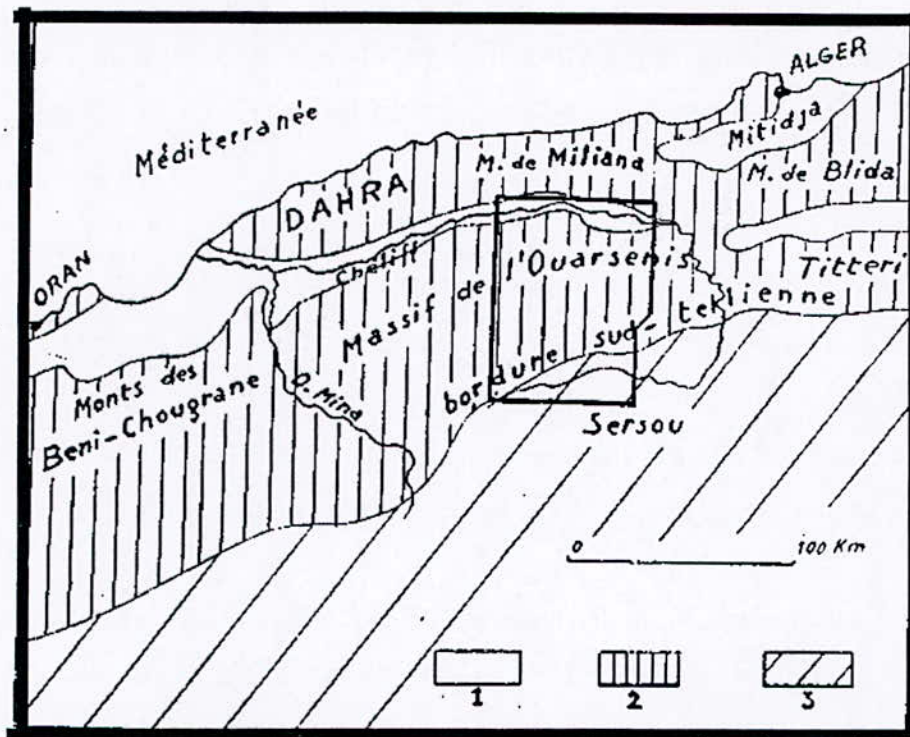 ALGER
Mitidja
Méditerranée
M. de Miliana
M. de Blida
DAHRA
Cheliff
ORAN
Titteri
Massif de l'Ouarsenis
bordure sud-tellienne
Monts des
Beni-Chougrane
O. Mina
Sersou
0 100 Km
1 2 3